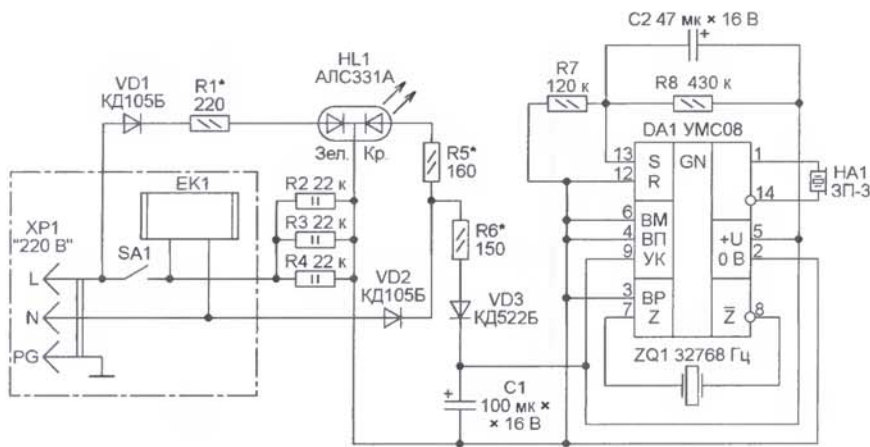 C2 47 мк × 16 В
+
HL1
АЛС331А
VD1
КД105Б
R1*
220
R7
120 к
R8 430 к
DA1 УМС08
Зел. Кр.
R5*
160
13 S GN 1
12 R 14
HA1
ЗП-3
EK1
R2 22 к
R3 22 к
R4 22 к
R6*
150
6 ВМ
4 ВП +U 5
9 УК 0 В 2
XP1
"220 В"
SA1
L
VD2
КД105Б
VD3
КД522Б
3 ВР
7 Z Z̅ 8
N
PG
ZQ1 32768 Гц
+
C1
100 мк ×
× 16 В